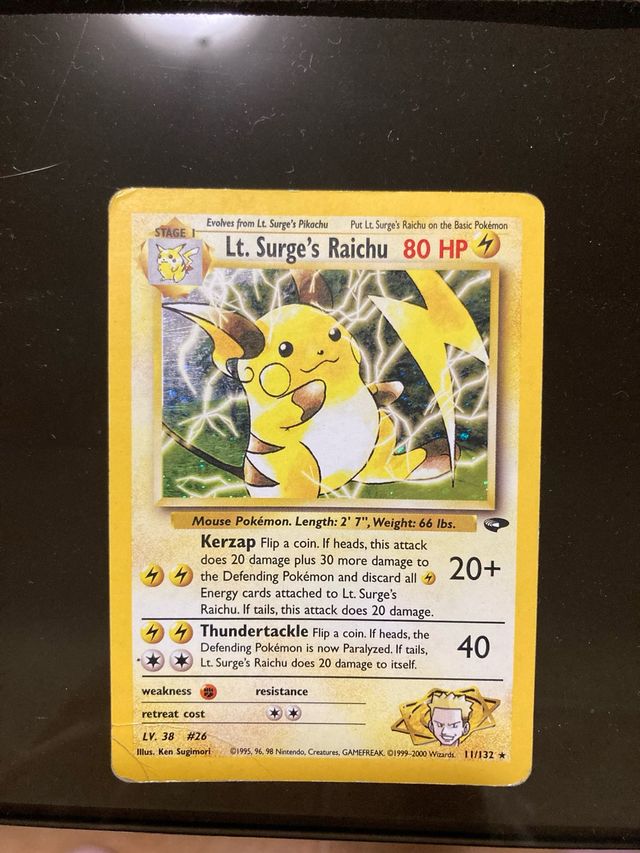 Evolves from Lt. Surge's Pikachu Put Lt. Surge's Raichu on the Basic Pokémon
STAGE 1
Lt. Surge's Raichu 80 HP
Mouse Pokémon. Length: 2' 7", Weight: 66 lbs.
Kerzap Flip a coin. If heads, this attack
does 20 damage plus 30 more damage to
the Defending Pokémon and discard all
Energy cards attached to Lt. Surge's
Raichu. If tails, this attack does 20 damage.
20+
Thundertackle Flip a coin. If heads, the
Defending Pokémon is now Paralyzed. If tails,
Lt. Surge's Raichu does 20 damage to itself.
40
weakness resistance
retreat cost
LV. 38 #26
Illus. Ken Sugimori ©1995, 96, 98 Nintendo, Creatures, GAMEFREAK. ©1999-2000 Wizards. 11/132 ★